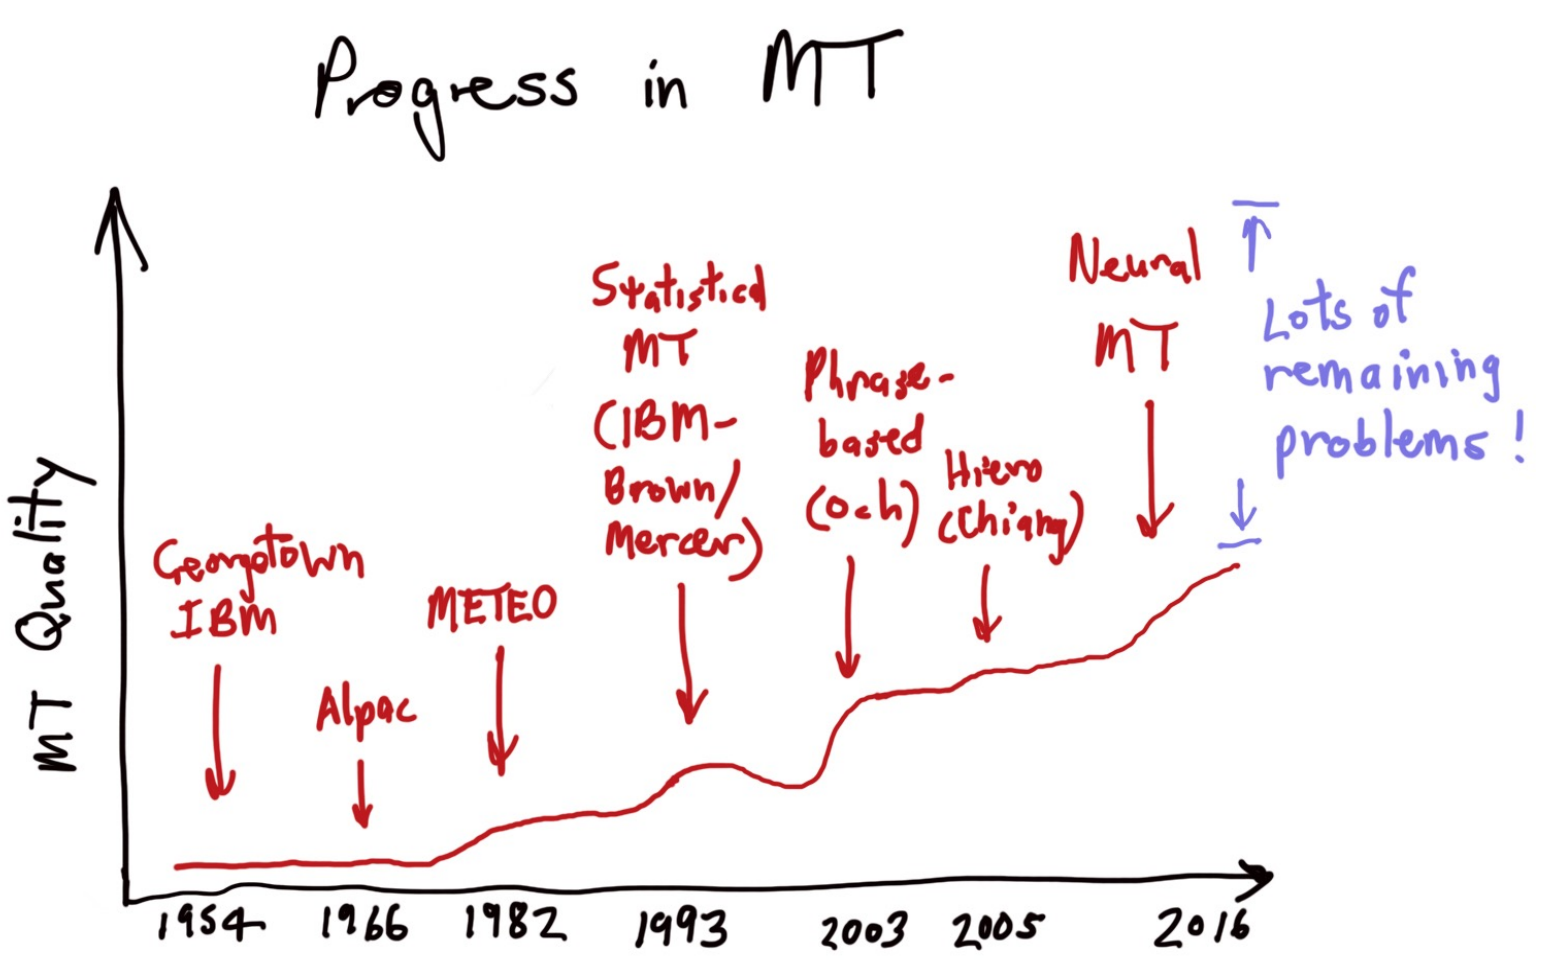 Progress in MT
MT Quality
Georgetown
IBM
Alpac
METEO
Statistical
MT
(IBM-
Brown/
Mercer)
Phrase-
based
(Och)
Hiero
(Chiang)
Neural
MT
Lots of
remaining
problems!
1954
1966
1982
1993
2003
2005
2016